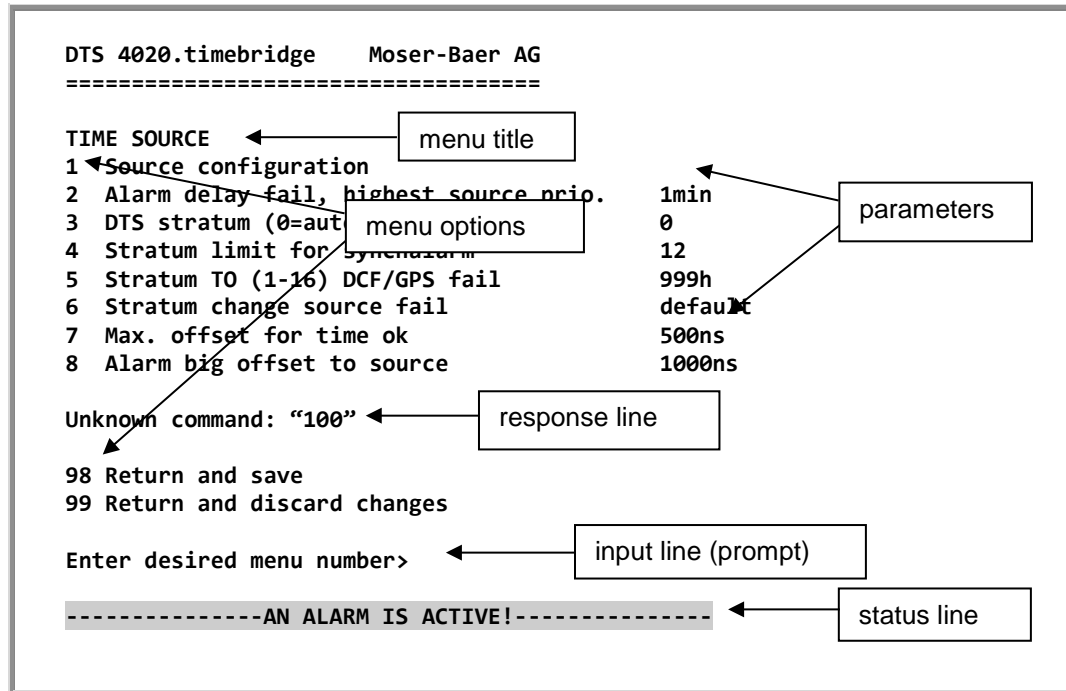 DTS 4020.timebridge Moser-Baer AG
====================================
TIME SOURCE
menu title
1 Source configuration
2 Alarm delay fail, highest source prio. 1min
parameters
3 DTS stratum (0=aut 0
menu options
4 Stratum limit for synchalarm 12
5 Stratum TO (1-16) DCF/GPS fail 999h
6 Stratum change source fail default
7 Max. offset for time ok 500ns
8 Alarm big offset to source 1000ns
Unknown command: “100”
response line
98 Return and save
99 Return and discard changes
Enter desired menu number>
input line (prompt)
---------------AN ALARM IS ACTIVE!---------------
status line